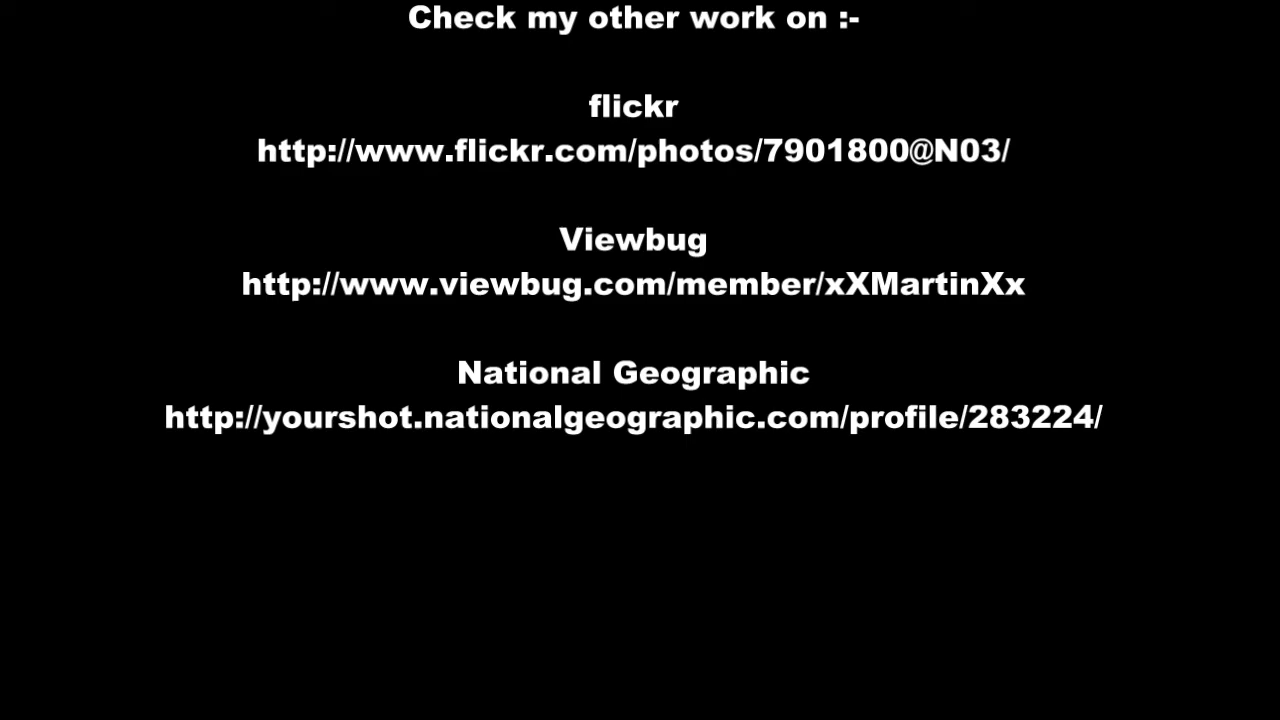 Check my other work on :-
flickr
http://www.flickr.com/photos/7901800@N03/
Viewbug
http://www.viewbug.com/member/xXMartinXx
National Geographic
http://yourshot.nationalgeographic.com/profile/283224/